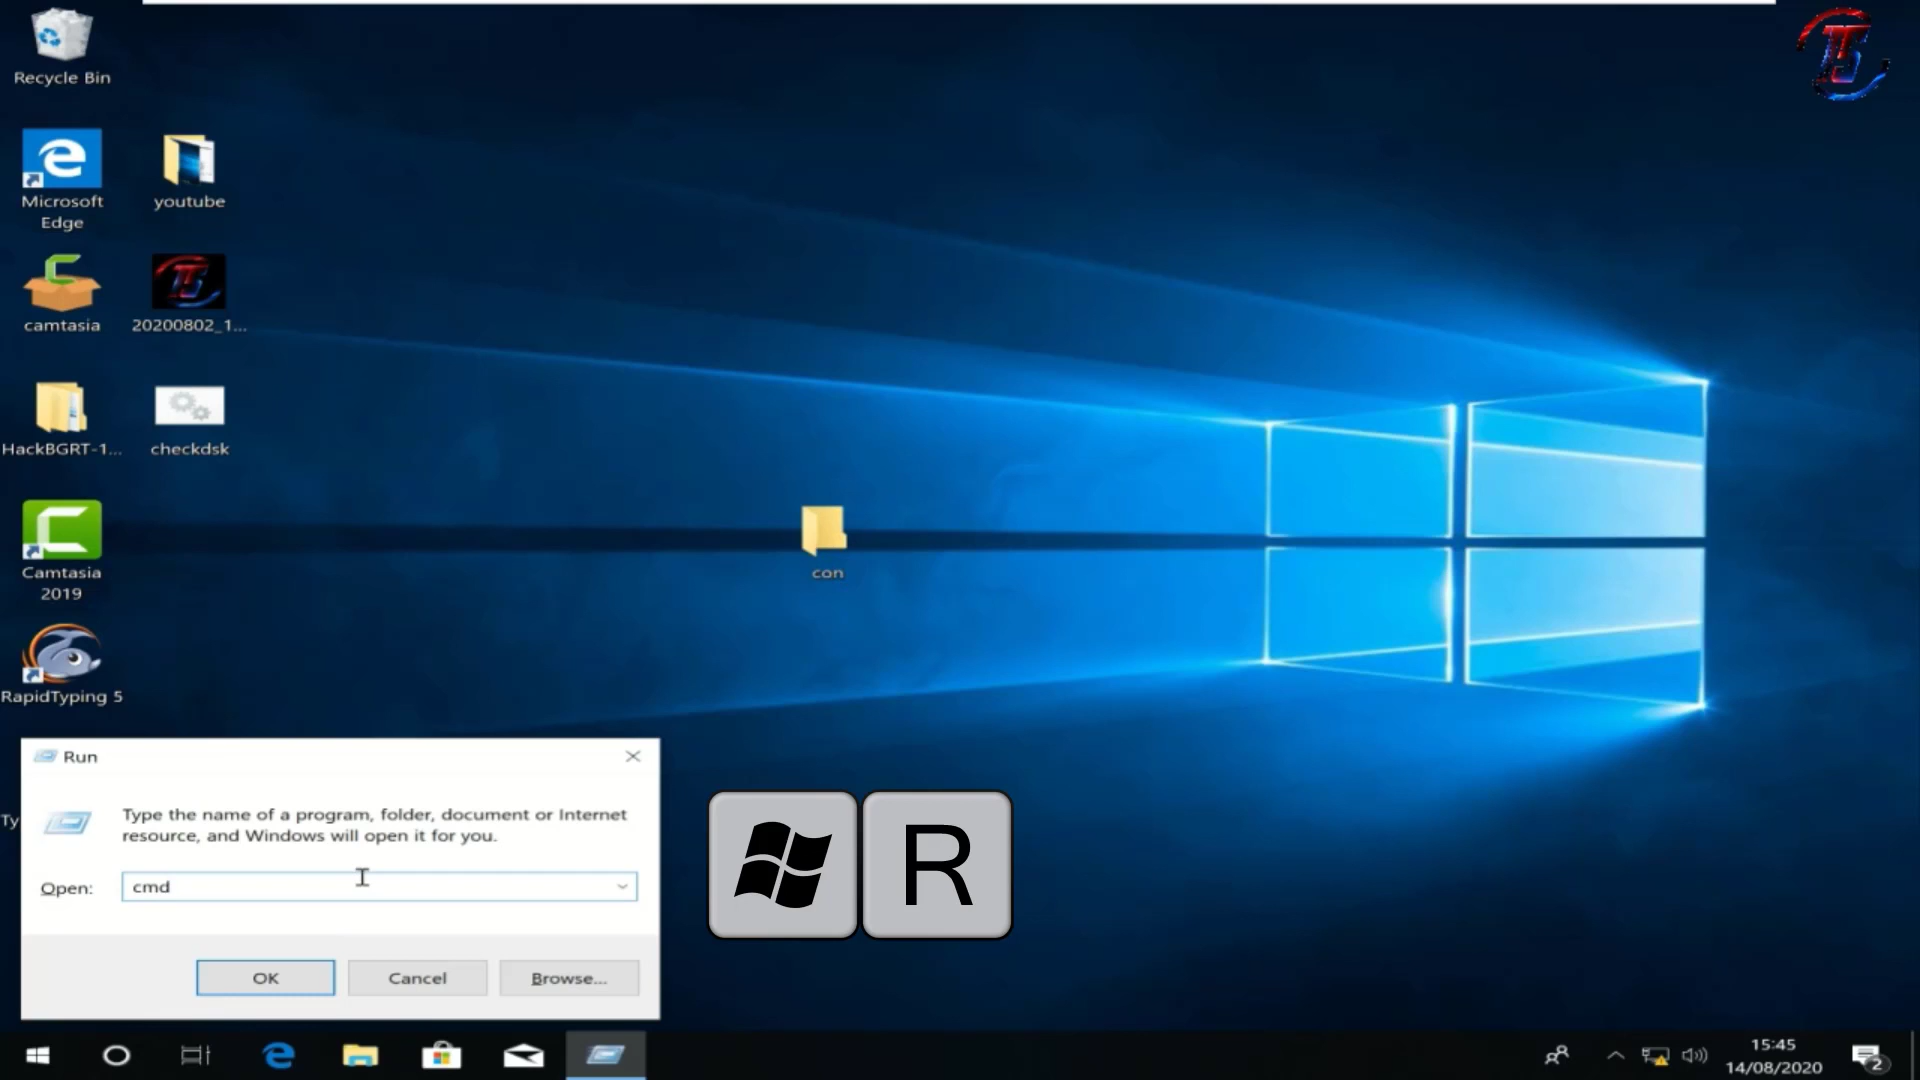 Recycle Bin
Microsoft
Edge
youtube
camtasia
20200802_1...
HackBGRT-1...
checkdsk
Camtasia
2019
con
RapidTyping 5
Ty
Run
Type the name of a program, folder, document or Internet
resource, and Windows will open it for you.
Open:
cmd
OK
Cancel
Browse...
R
15:45
14/08/2020
2